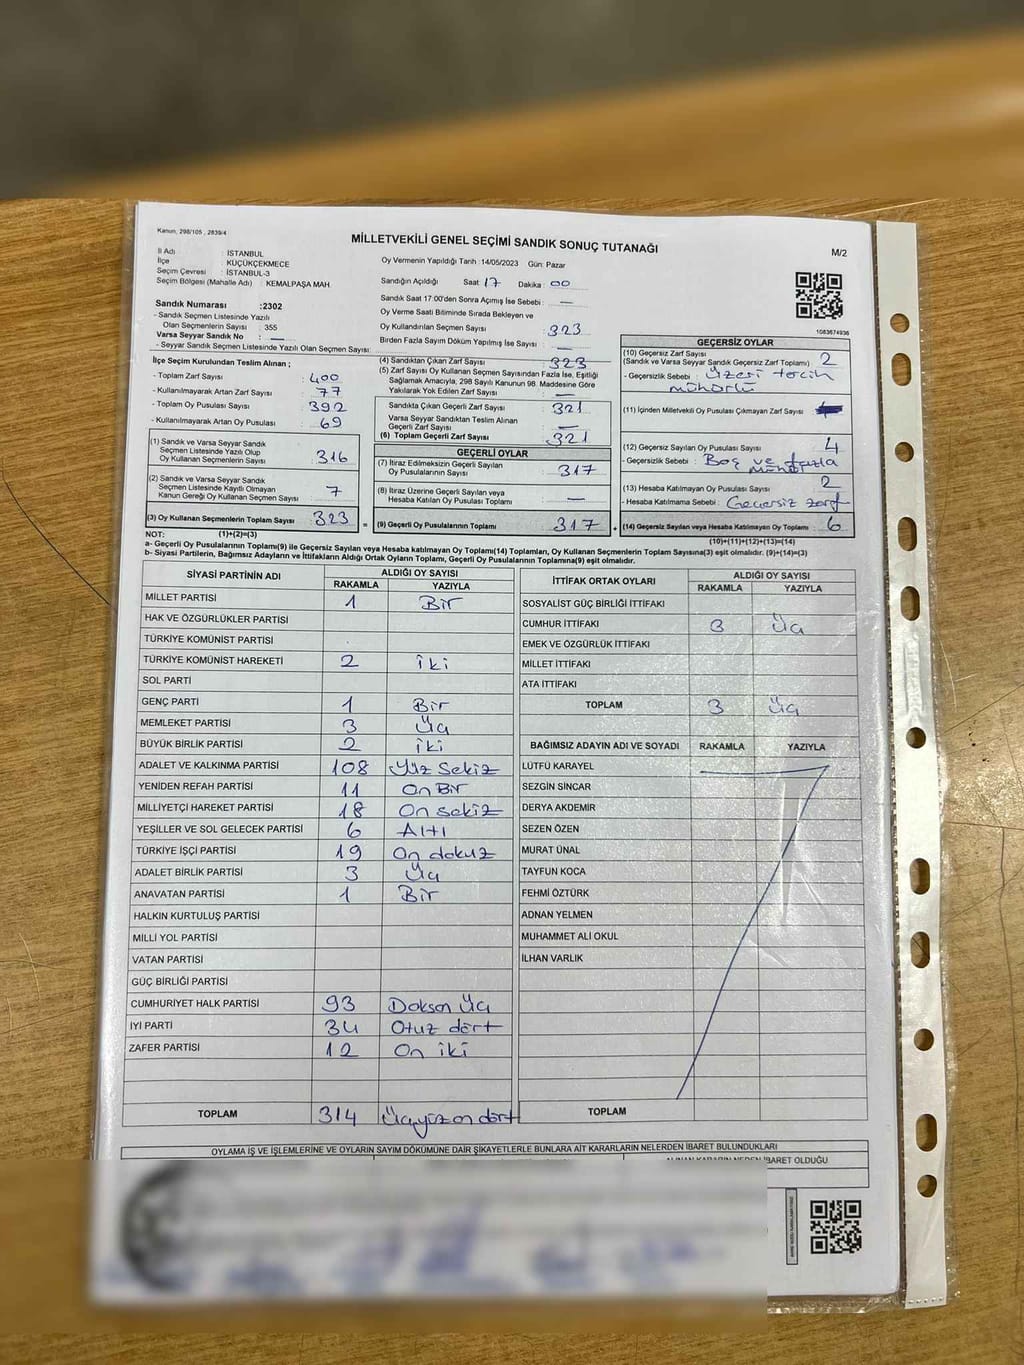 Kanun, 298/105 , 2839/4
MİLLETVEKİLİ GENEL SEÇİMİ SANDIK SONUÇ TUTANAĞI
M/2
İl Adı : İSTANBUL
İlçe : KÜÇÜKÇEKMECE
Seçim Çevresi : İSTANBUL-3
Seçim Bölgesi (Mahalle Adı) : KEMALPAŞA MAH.
Sandık Numarası :2302
- Sandık Seçmen Listesinde Yazılı
Olan Seçmenlerin Sayısı : 355
Varsa Seyyar Sandık No : —
- Seyyar Sandık Seçmen Listesinde Yazılı Olan Seçmen Sayısı:
Oy Vermenin Yapıldığı Tarih :14/05/2023 Gün: Pazar
Sandığın Açıldığı Saat : 17 Dakika : 00
Sandık Saat 17:00'den Sonra Açılmış İse Sebebi : —
Oy Verme Saati Bitiminde Sırada Bekleyen ve
Oy Kullandırılan Seçmen Sayısı : 323
Birden Fazla Sayım Döküm Yapılmış İse Sayısı : —
1083674936
İlçe Seçim Kurulundan Teslim Alınan ;
- Toplam Zarf Sayısı : 400
- Kullanılmayarak Artan Zarf Sayısı : 77
- Toplam Oy Pusulası Sayısı : 392
- Kullanılmayarak Artan Oy Pusulası : 69
(1) Sandık ve Varsa Seyyar Sandık
Seçmen Listesinde Yazılı Olup
Oy Kullanan Seçmenlerin Sayısı : 316
(2) Sandık ve Varsa Seyyar Sandık
Seçmen Listesinde Kayıtlı Olmayan
Kanun Gereği Oy Kullanan Seçmen Sayısı : 7
(3) Oy Kullanan Seçmenlerin Toplam Sayısı : 323
(4) Sandıktan Çıkan Zarf Sayısı : 323
(5) Zarf Sayısı Oy Kullanan Seçmen Sayısından Fazla İse, Eşitliği
Sağlamak Amacıyla, 298 Sayılı Kanunun 98. Maddesine Göre
Yakılarak Yok Edilen Zarf Sayısı : —
Sandıkta Çıkan Geçerli Zarf Sayısı : 321
Varsa Seyyar Sandıktan Teslim Alınan
Geçerli Zarf Sayısı : —
(6) Toplam Geçerli Zarf Sayısı : 321
GEÇERLİ OYLAR
(7) İtiraz Edilmeksizin Geçerli Sayılan
Oy Pusulalarının Sayısı : 317
(8) İtiraz Üzerine Geçerli Sayılan veya
Hesaba Katılan Oy Pusulası Toplamı : —
= (9) Geçerli Oy Pusulalarının Toplamı : 317 +
GEÇERSİZ OYLAR
(10) Geçersiz Zarf Sayısı
(Sandık ve Varsa Seyyar Sandık Geçersiz Zarf Toplamı) : 2
- Geçersizlik Sebebi : Üzeri tercih
mühürlü
(11) İçinden Milletvekili Oy Pusulası Çıkmayan Zarf Sayısı :
(12) Geçersiz Sayılan Oy Pusulası Sayısı : 4
- Geçersizlik Sebebi : Boş ve fazla
mühür
(13) Hesaba Katılmayan Oy Pusulası Sayısı : 2
- Hesaba Katılmama Sebebi : Geçersiz zarf
(14) Geçersiz Sayılan veya Hesaba Katılmayan Oy Toplamı : 6
NOT: (1)+(2)=(3)
(10)+(11)+(12)+(13)=(14)
a- Geçerli Oy Pusulalarının Toplamı(9) ile Geçersiz Sayılan veya Hesaba katılmayan Oy Toplamı(14) Toplamları, Oy Kullanan Seçmenlerin Toplam Sayısına(3) eşit olmalıdır. (9)+(14)=(3)
b- Siyasi Partilerin, Bağımsız Adayların ve İttifakların Aldığı Ortak Oyların Toplamı, Geçerli Oy Pusulalarının Toplamına(9) eşit olmalıdır.
SİYASİ PARTİNİN ADI ALDIĞI OY SAYISI
RAKAMLA YAZIYLA
MİLLET PARTİSİ 1 Bir
HAK VE ÖZGÜRLÜKLER PARTİSİ
TÜRKİYE KOMÜNİST PARTİSİ
TÜRKİYE KOMÜNİST HAREKETİ 2 İki
SOL PARTİ
GENÇ PARTİ 1 Bir
MEMLEKET PARTİSİ 3 Üç
BÜYÜK BİRLİK PARTİSİ 2 İki
ADALET VE KALKINMA PARTİSİ 108 Yüz Sekiz
YENİDEN REFAH PARTİSİ 11 On Bir
MİLLİYETÇİ HAREKET PARTİSİ 18 On sekiz
YEŞİLLER VE SOL GELECEK PARTİSİ 6 Altı
TÜRKİYE İŞÇİ PARTİSİ 19 On dokuz
ADALET BİRLİK PARTİSİ 3 Üç
ANAVATAN PARTİSİ 1 Bir
HALKIN KURTULUŞ PARTİSİ
MİLLİ YOL PARTİSİ
VATAN PARTİSİ
GÜÇ BİRLİĞİ PARTİSİ
CUMHURİYET HALK PARTİSİ 93 Doksan üç
İYİ PARTİ 34 Otuz dört
ZAFER PARTİSİ 12 On iki
TOPLAM 314 Üçyüz on dört
İTTİFAK ORTAK OYLARI ALDIĞI OY SAYISI
RAKAMLA YAZIYLA
SOSYALİST GÜÇ BİRLİĞİ İTTİFAKI
CUMHUR İTTİFAKI 3 Üç
EMEK VE ÖZGÜRLÜK İTTİFAKI
MİLLET İTTİFAKI
ATA İTTİFAKI
TOPLAM 3 Üç
BAĞIMSIZ ADAYIN ADI VE SOYADI RAKAMLA YAZIYLA
LÜTFÜ KARAYEL
SEZGİN SİNCAR
DERYA AKDEMİR
SEZEN ÖZEN
MURAT ÜNAL
TAYFUN KOCA
FEHMİ ÖZTÜRK
ADNAN YELMEN
MUHAMMET ALİ OKUL
İLHAN VARLIK
TOPLAM
OYLAMA İŞ VE İŞLEMLERİNE VE OYLARIN SAYIM DÖKÜMÜNE DAİR ŞİKAYETLERLE BUNLARA AİT KARARLARIN NELERDEN İBARET BULUNDUKLARI
ALINAN KARARIN NEDEN İBARET OLDUĞU